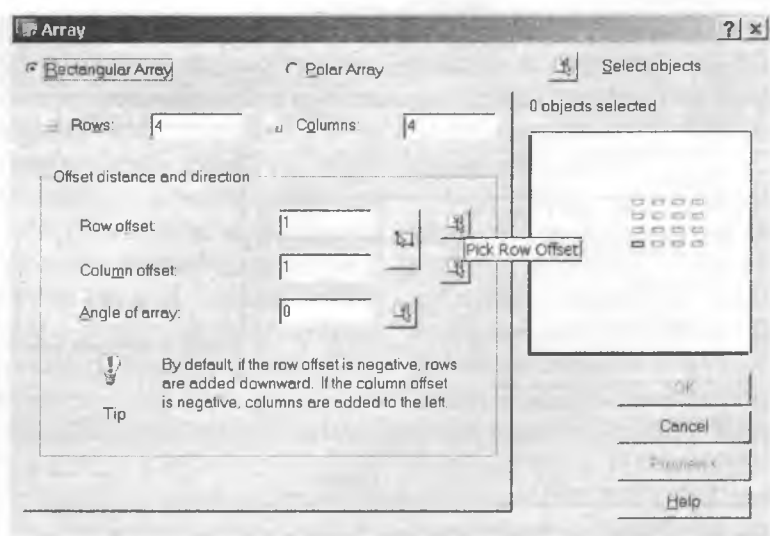 Array
? ×
Rectangular Array
Polar Array
Select objects
0 objects selected
Rows: 4
Columns: 4
Offset distance and direction
Row offset: 1
Pick Row Offset
Column offset: 1
Angle of array: 0
Tip
By default, if the row offset is negative, rows
are added downward. If the column offset
is negative, columns are added to the left.
OK
Cancel
Preview <
Help